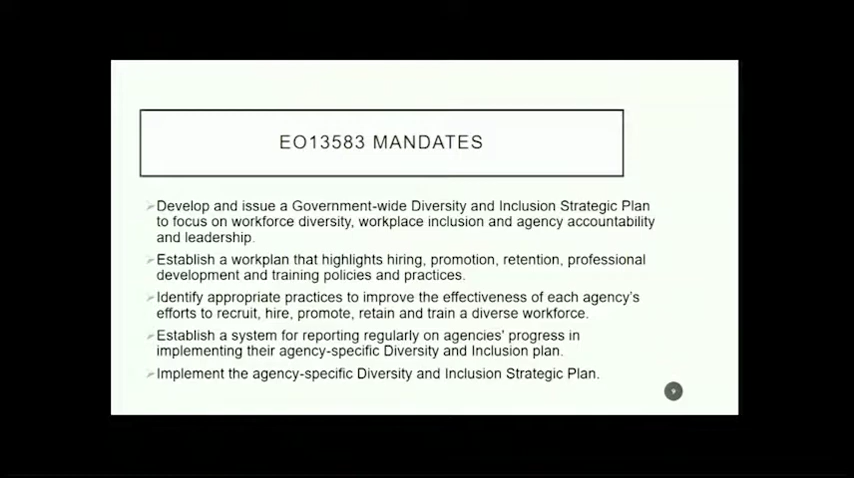 EO13583 MANDATES
Develop and issue a Government-wide Diversity and Inclusion Strategic Plan
to focus on workforce diversity, workplace inclusion and agency accountability
and leadership.
Establish a workplan that highlights hiring, promotion, retention, professional
development and training policies and practices.
Identify appropriate practices to improve the effectiveness of each agency's
efforts to recruit, hire, promote, retain and train a diverse workforce.
Establish a system for reporting regularly on agencies' progress in
implementing their agency-specific Diversity and Inclusion plan.
Implement the agency-specific Diversity and Inclusion Strategic Plan.
9